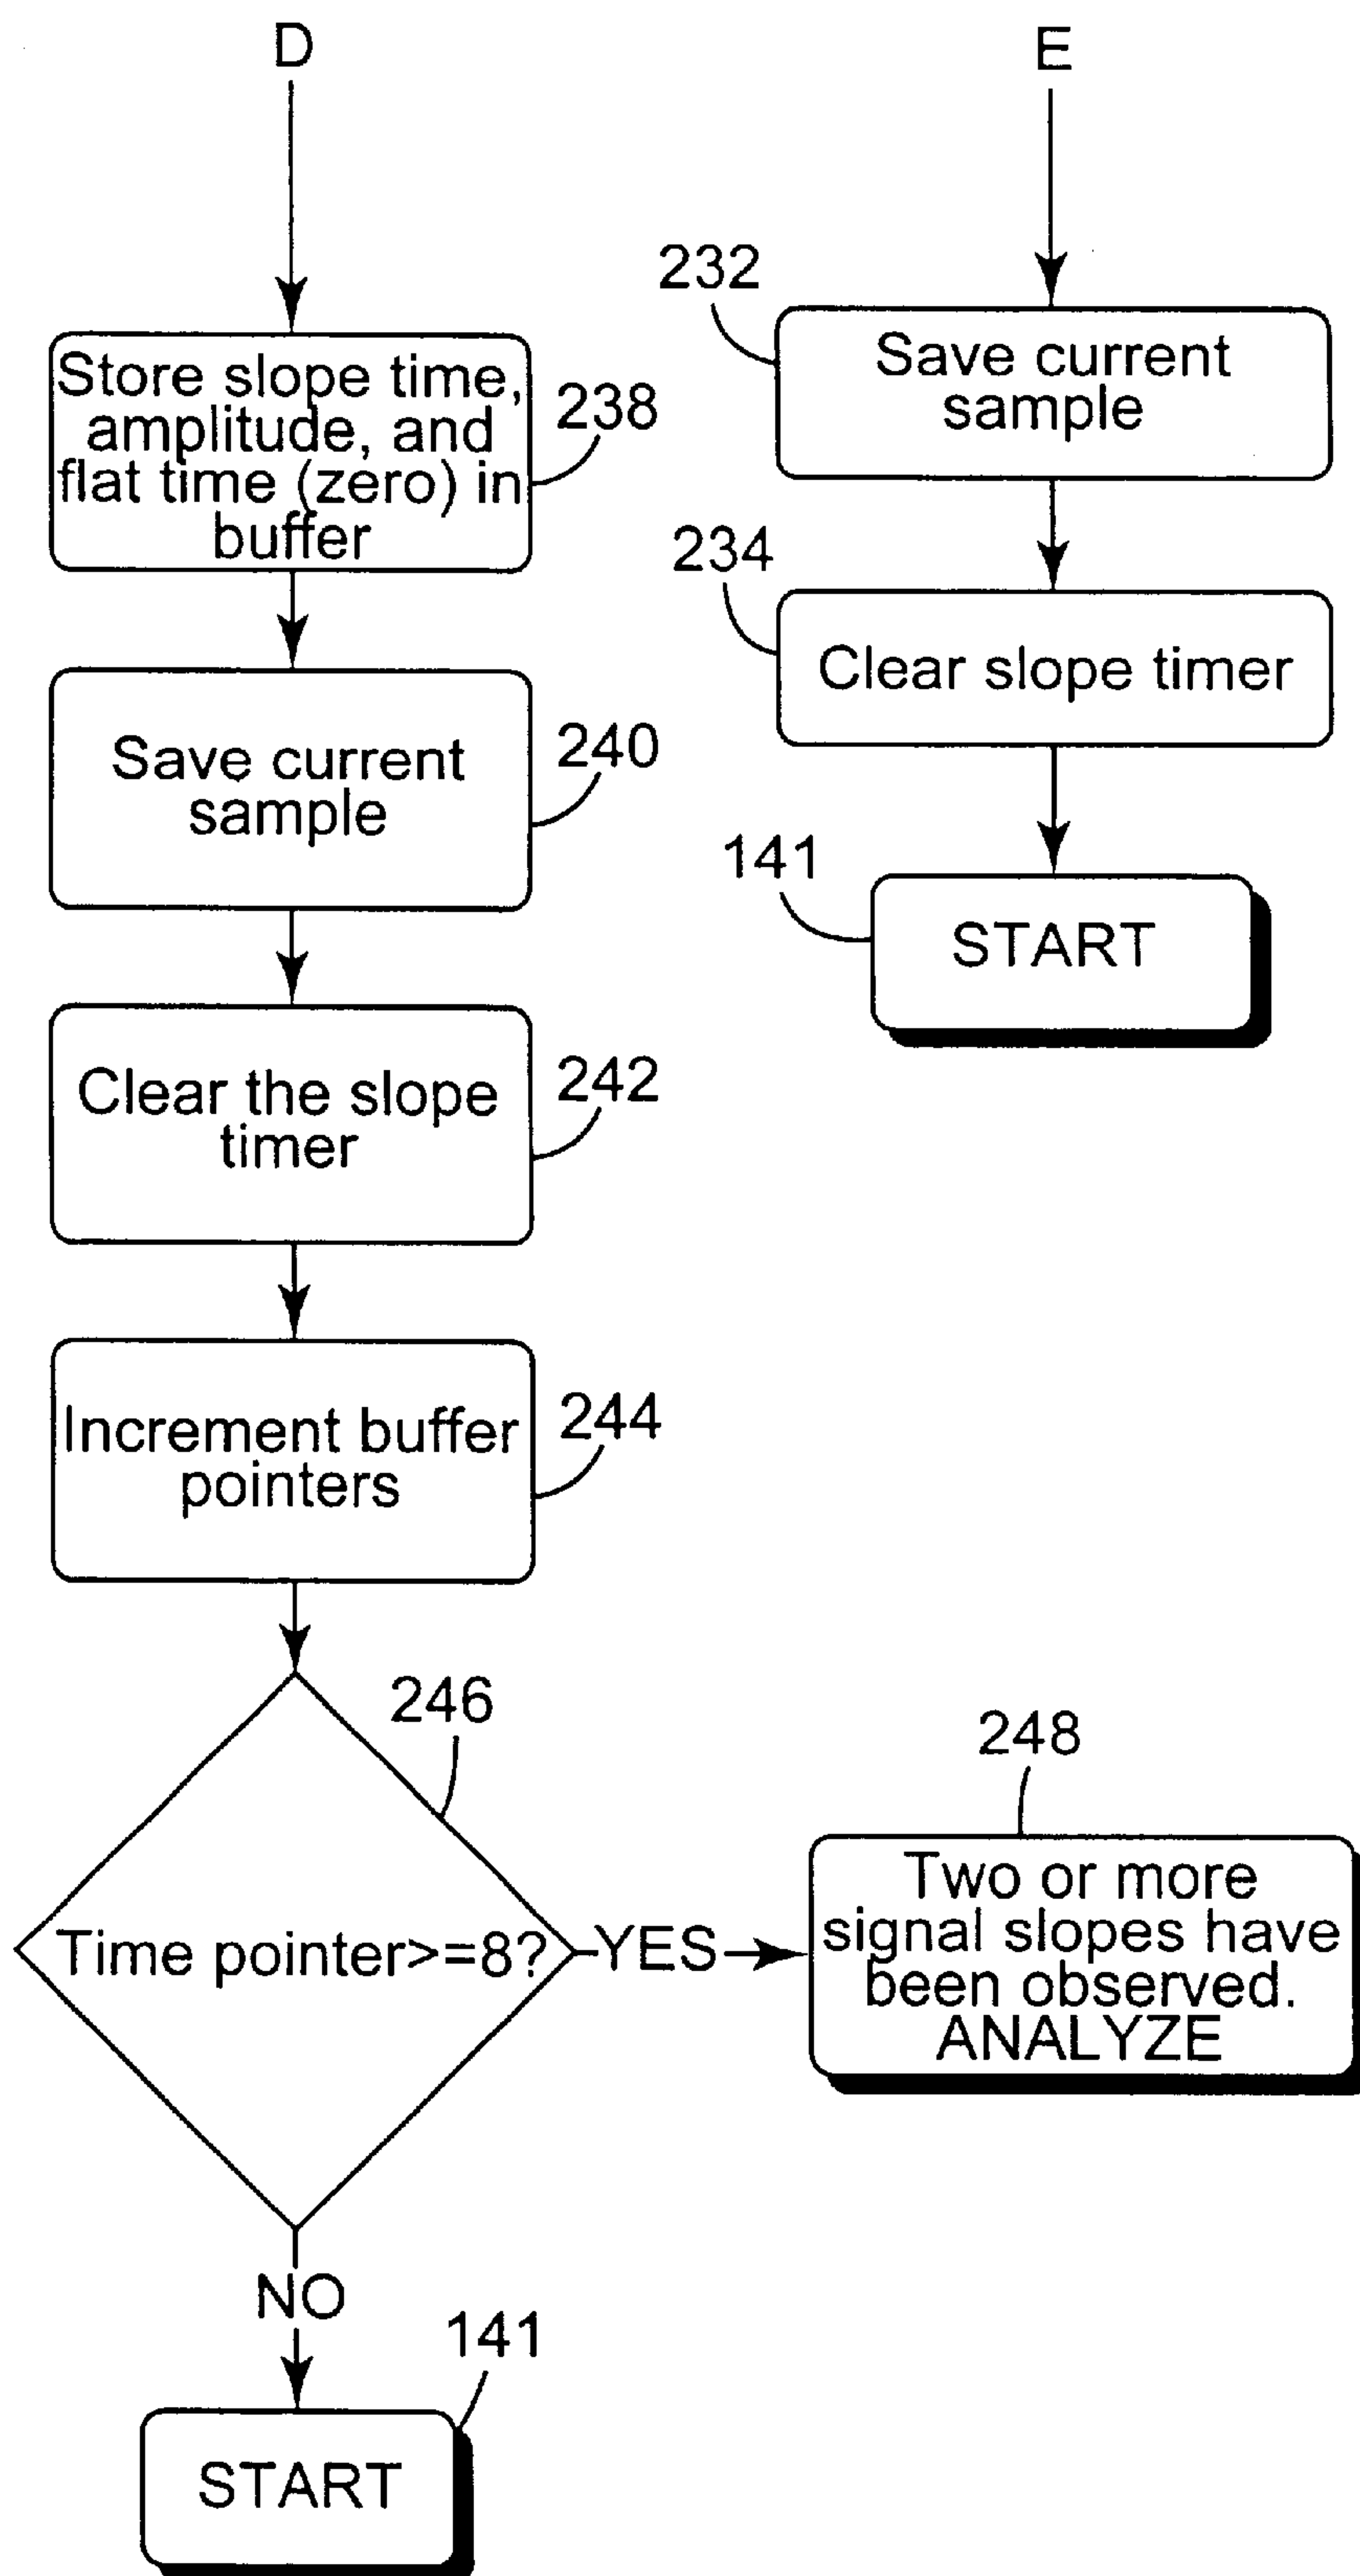 D
Store slope time,
amplitude, and
flat time (zero) in
buffer
238
Save current
sample
240
Clear the slope
timer
242
Increment buffer
pointers
244
246
Time pointer>=8?
YES
248
Two or more
signal slopes have
been observed.
ANALYZE
NO
141
START
E
232
Save current
sample
234
Clear slope timer
141
START